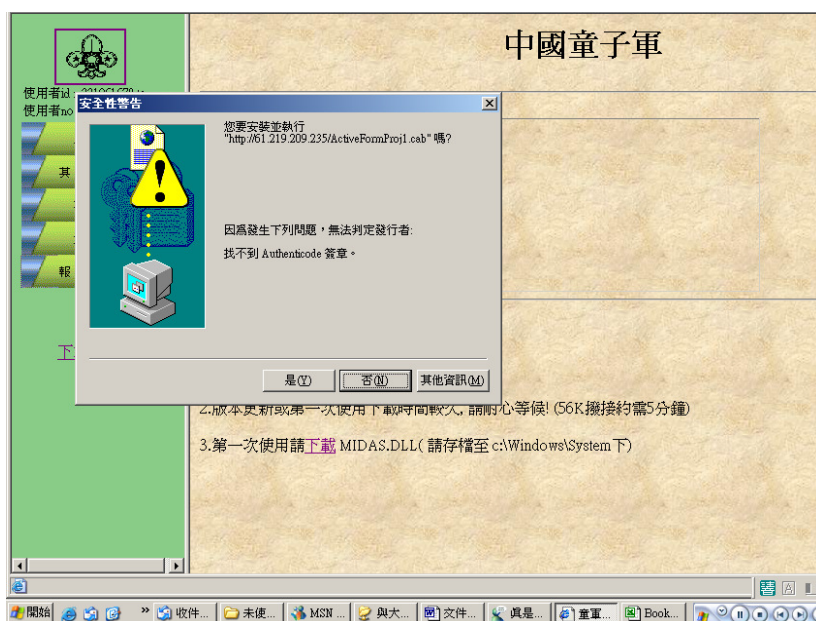 中國童子軍
使用者id :
使用者no
安全性警告
您要安裝並執行
"http://61.219.209.235/ActiveFormProj1.cab" 嗎?
因為發生下列問題，無法判定發行者:
找不到 Authenticode 簽章。
是(Y)
否(N)
其他資訊(M)
其
報
下
2.版本更新或第一次使用下載時間較久, 請耐心等候! (56K撥接約需5分鐘)
3.第一次使用請下載 MIDAS.DLL( 請存檔至 c:\Windows\System下)
開始
收件...
未使...
MSN ...
與大...
文件...
真是...
童軍...
Book...